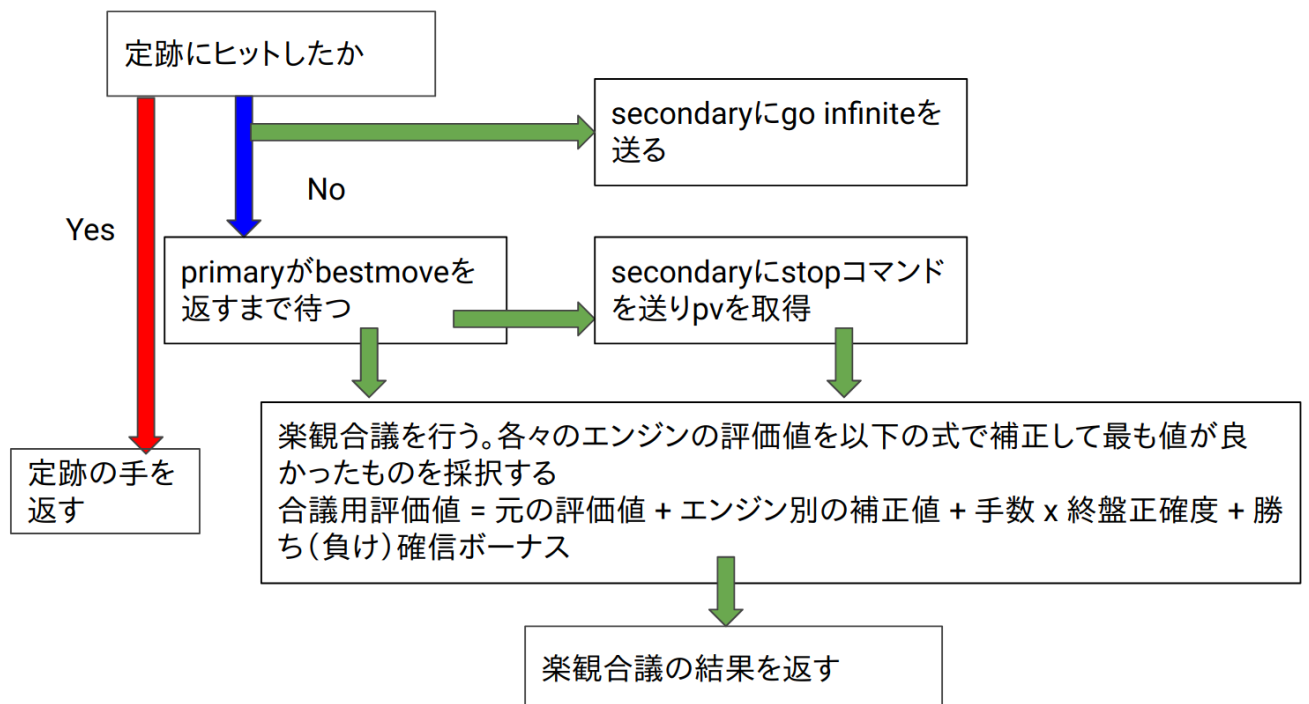 定跡にヒットしたか
secondaryにgo infiniteを
送る
No
Yes
primaryがbestmoveを
返すまで待つ
secondaryにstopコマンド
を送りpvを取得
楽観合議を行う。各々のエンジンの評価値を以下の式で補正して最も値が良
かったものを採択する
合議用評価値 = 元の評価値 + エンジン別の補正値 + 手数 x 終盤正確度 + 勝
ち(負け)確信ボーナス
定跡の手を
返す
楽観合議の結果を返す